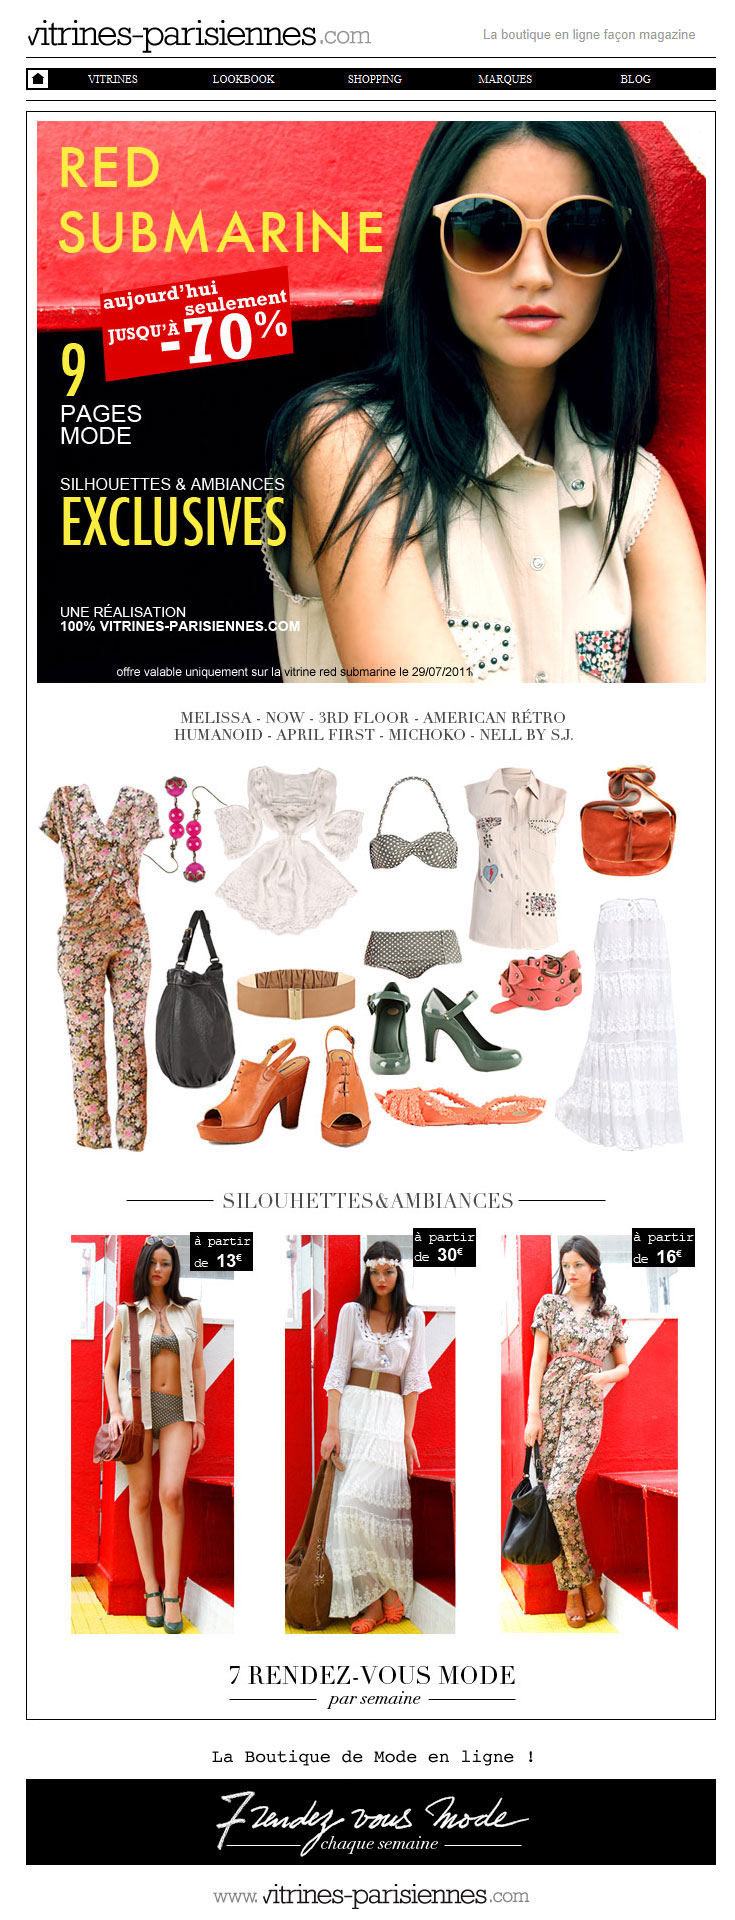 vitrines-parisiennes.com
La boutique en ligne façon magazine
VITRINES LOOKBOOK SHOPPING MARQUES BLOG
RED
SUBMARINE
aujourd'hui
seulement
JUSQU'À
-70%
9
PAGES
MODE
SILHOUETTES & AMBIANCES
EXCLUSIVES
UNE RÉALISATION
100% VITRINES-PARISIENNES.COM
offre valable uniquement sur la vitrine red submarine le 29/07/2011
MELISSA - NOW - 3RD FLOOR - AMERICAN RÉTRO
HUMANOID - APRIL FIRST - MICHOKO - NELL BY S.J.
SILOUHETTES&AMBIANCES
à partir
de 13€
à partir
de 30€
à partir
de 16€
7 RENDEZ-VOUS MODE
par semaine
La Boutique de Mode en ligne !
7 rendez vous Mode
chaque semaine
www.vitrines-parisiennes.com